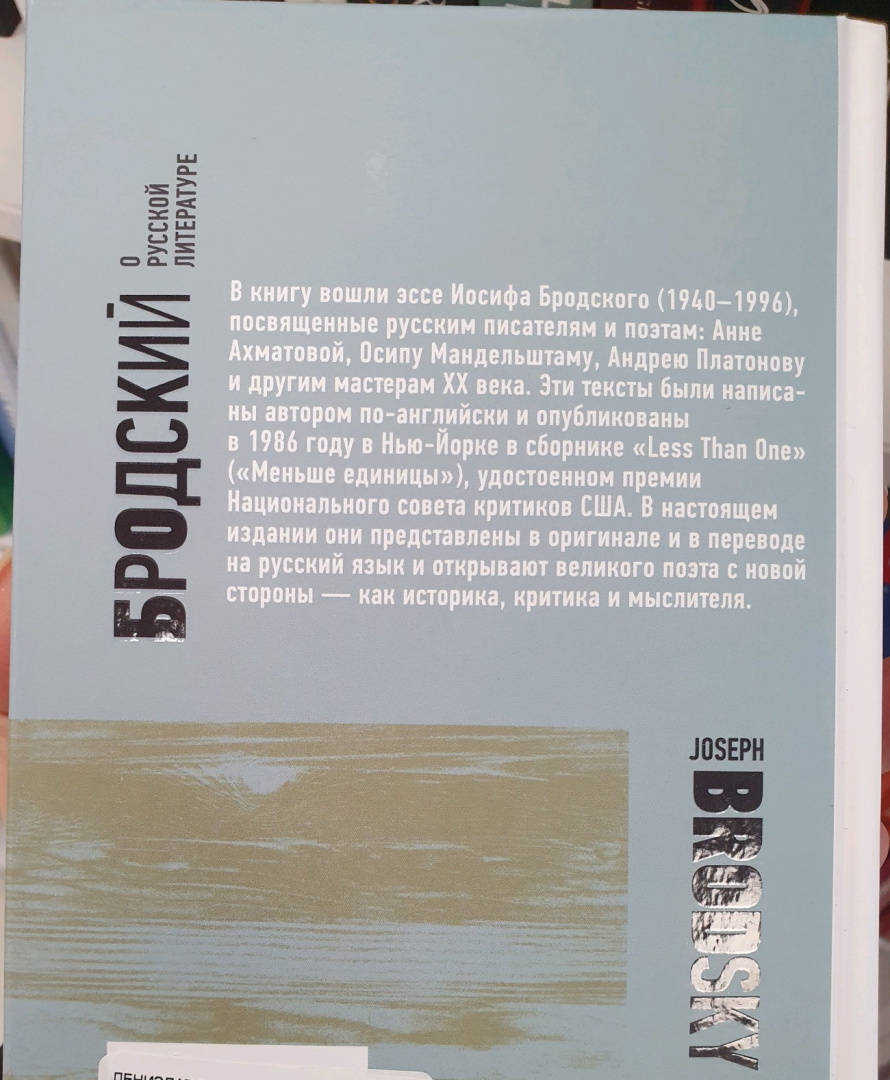 БРОДСКИЙ
О
РУССКОЙ
ЛИТЕРАТУРЕ
В книгу вошли эссе Иосифа Бродского (1940–1996),
посвященные русским писателям и поэтам: Анне
Ахматовой, Осипу Мандельштаму, Андрею Платонову
и другим мастерам XX века. Эти тексты были написа-
ны автором по-английски и опубликованы
в 1986 году в Нью-Йорке в сборнике «Less Than One»
(«Меньше единицы»), удостоенном премии
Национального совета критиков США. В настоящем
издании они представлены в оригинале и в переводе
на русский язык и открывают великого поэта с новой
стороны — как историка, критика и мыслителя.
JOSEPH
BRODSKY